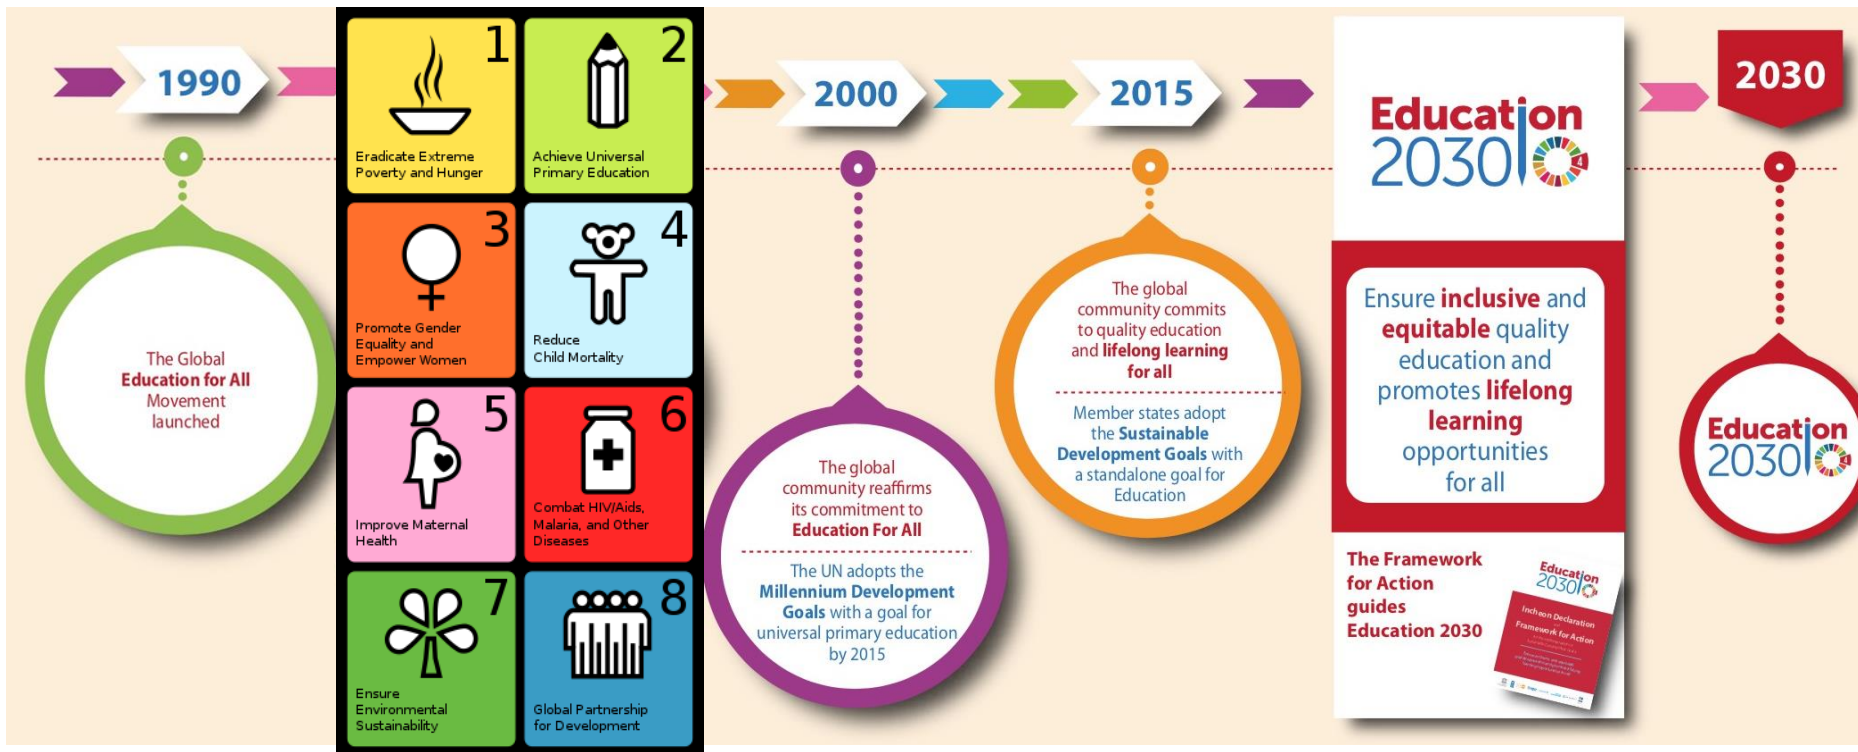 1990
The Global
Education for All
Movement
launched
1
Eradicate Extreme
Poverty and Hunger
2
Achieve Universal
Primary Education
3
Promote Gender
Equality and
Empower Women
4
Reduce
Child Mortality
5
Improve Maternal
Health
6
Combat HIV/Aids,
Malaria, and Other
Diseases
7
Ensure
Environmental
Sustainability
8
Global Partnership
for Development
2000
The global
community reaffirms
its commitment to
Education For All
The UN adopts the
Millennium Development
Goals with a goal for
universal primary education
by 2015
2015
The global
community commits
to quality education
and lifelong learning
for all
Member states adopt
the Sustainable
Development Goals with
a standalone goal for
Education
Education
2030
4
Ensure inclusive and
equitable quality
education and
promotes lifelong
learning
opportunities
for all
The Framework
for Action
guides
Education 2030
Education
2030
Incheon Declaration
Framework for Action
2030
Education
2030
4